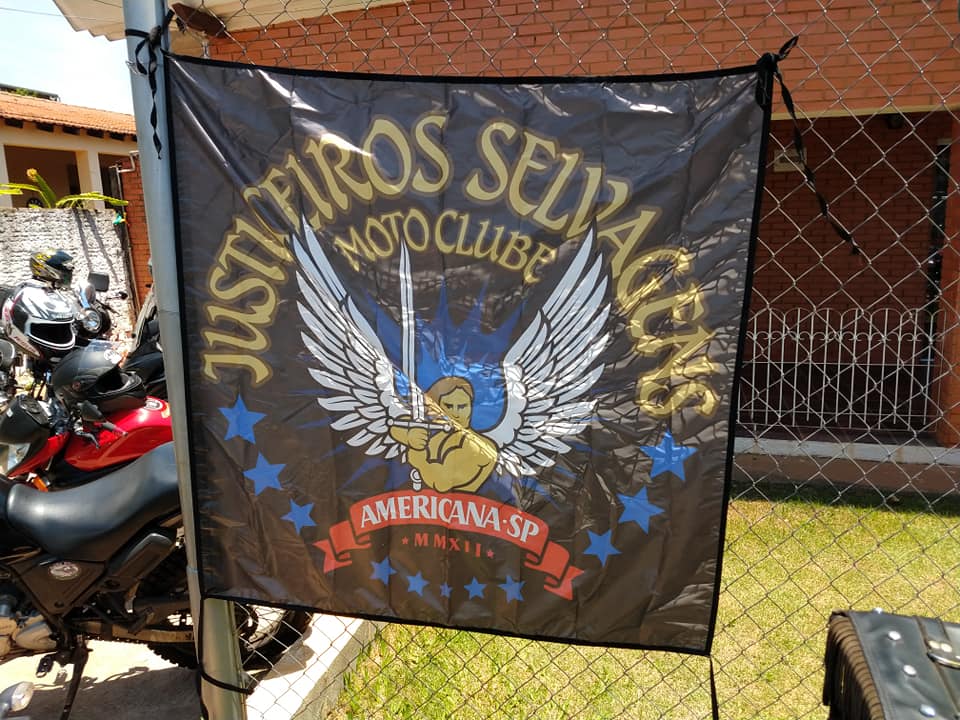 JUSTICEIROS SELVAGENS
MOTO CLUBE
AMERICANA-SP
MMXII